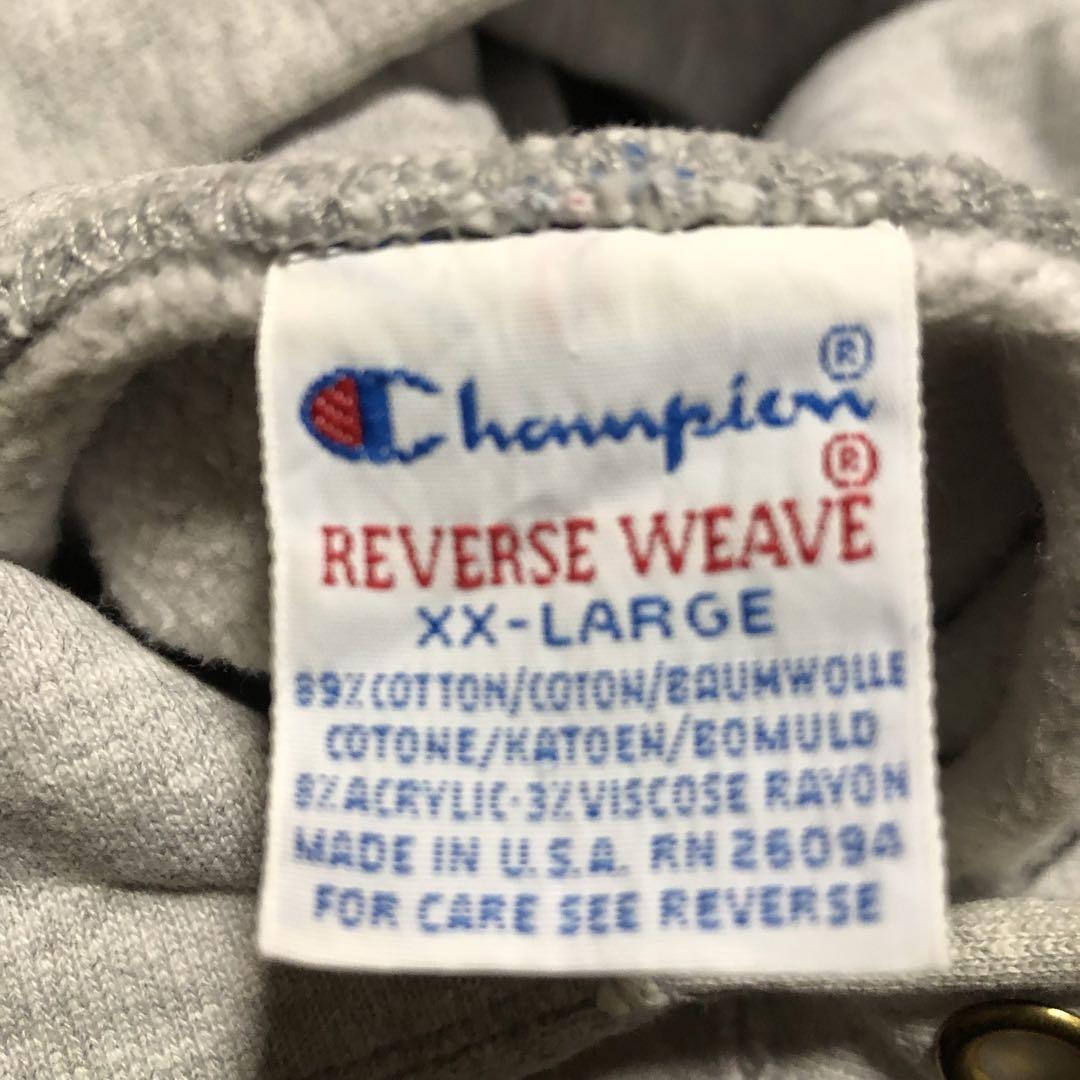 Champion®
REVERSE WEAVE®
XX-LARGE
89% COTTON/COTON/BAUMWOLLE
COTONE/KATOEN/BOMULD
8% ACRYLIC·3% VISCOSE RAYON
MADE IN U.S.A. RN 26094
FOR CARE SEE REVERSE